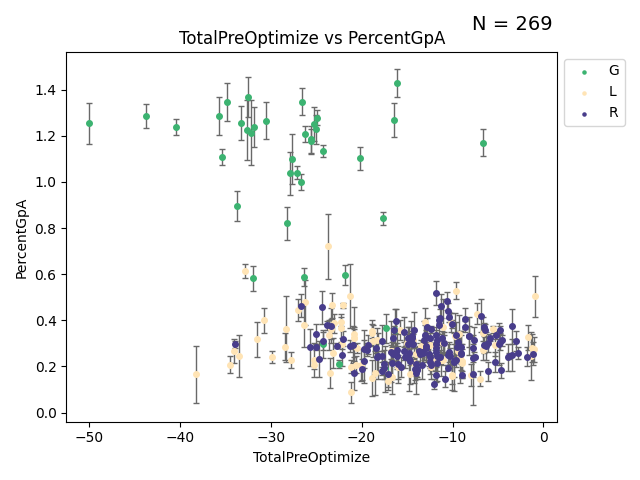 N = 269
TotalPreOptimize vs PercentGpA
G
L
R
PercentGpA
1.4
1.2
1.0
0.8
0.6
0.4
0.2
0.0
−50
−40
−30
−20
−10
0
TotalPreOptimize